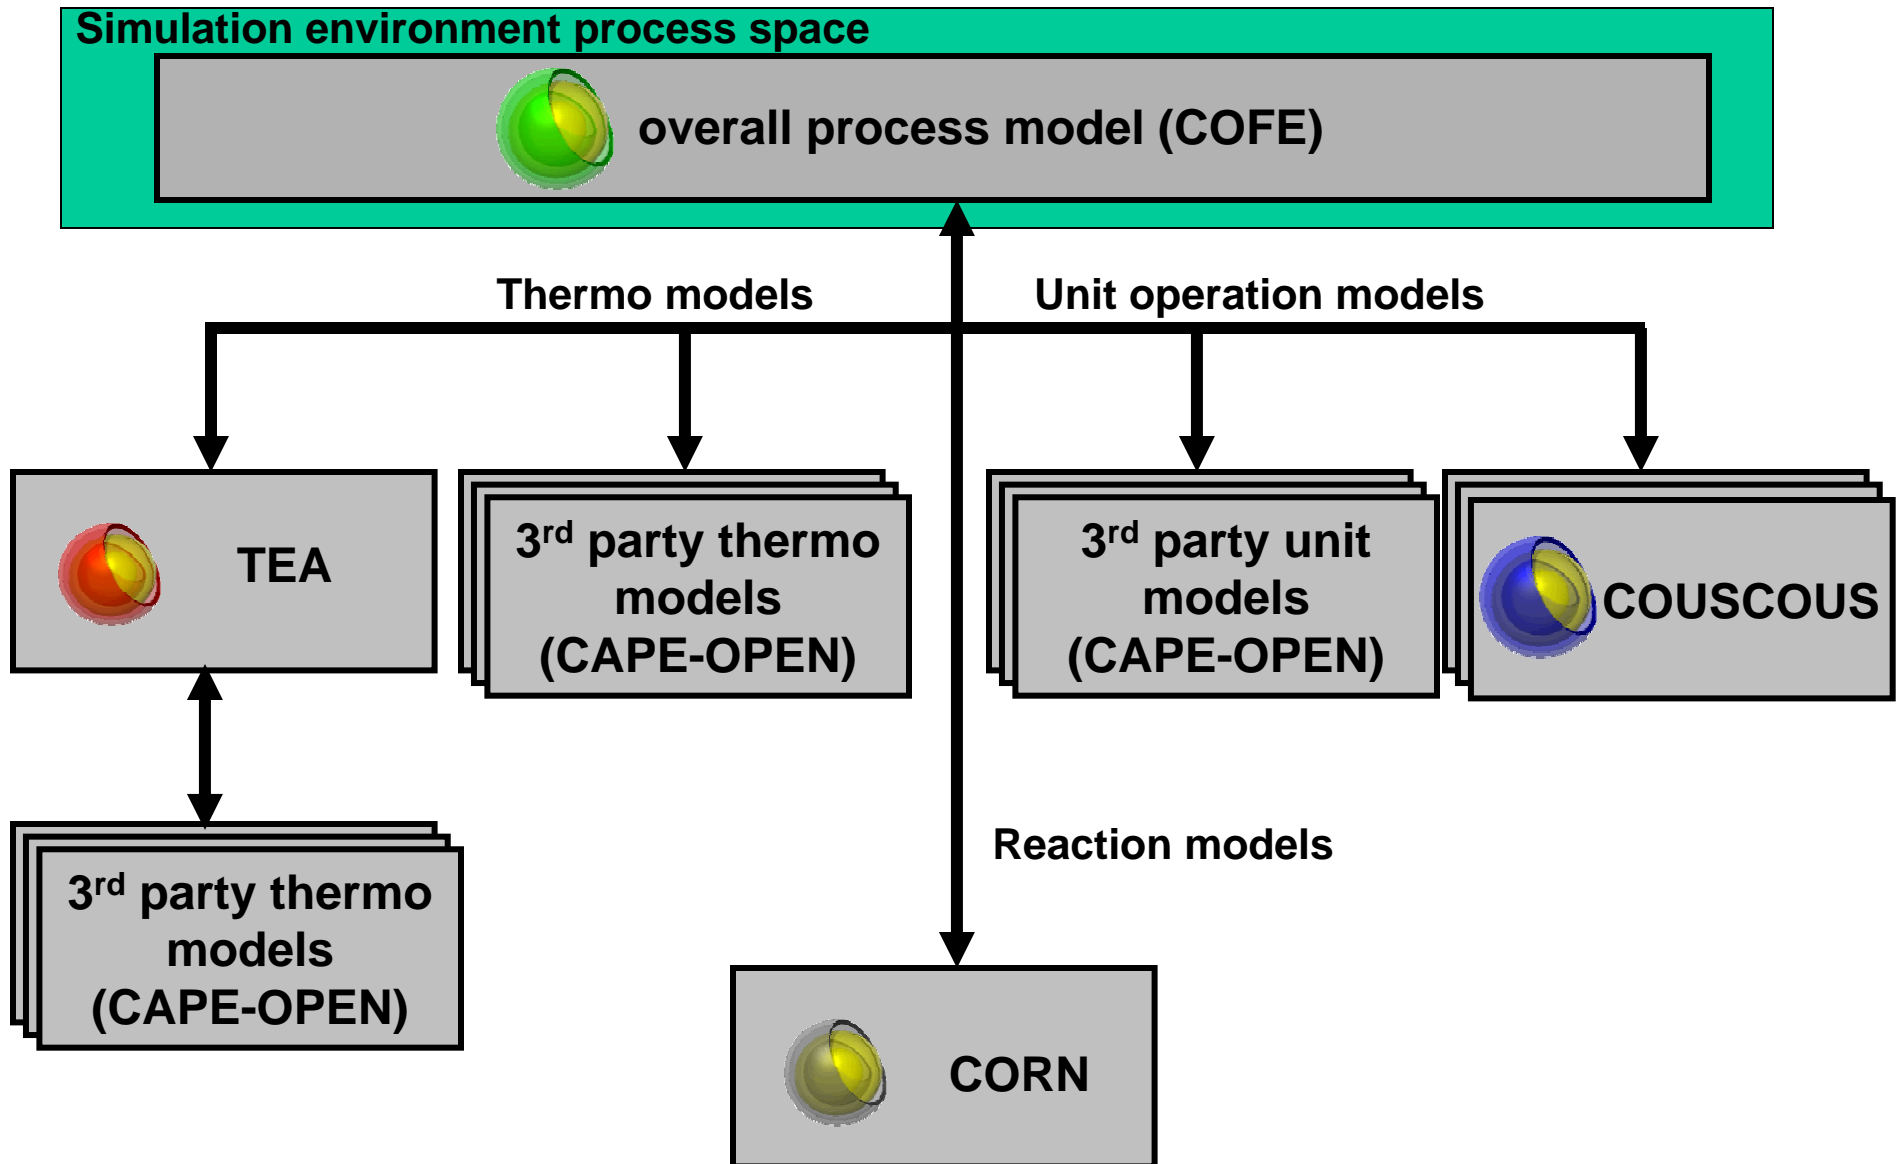 Simulation environment process space
overall process model (COFE)
Thermo models
Unit operation models
TEA
3rd party thermo
models
(CAPE-OPEN)
3rd party unit
models
(CAPE-OPEN)
COUSCOUS
3rd party thermo
models
(CAPE-OPEN)
Reaction models
CORN